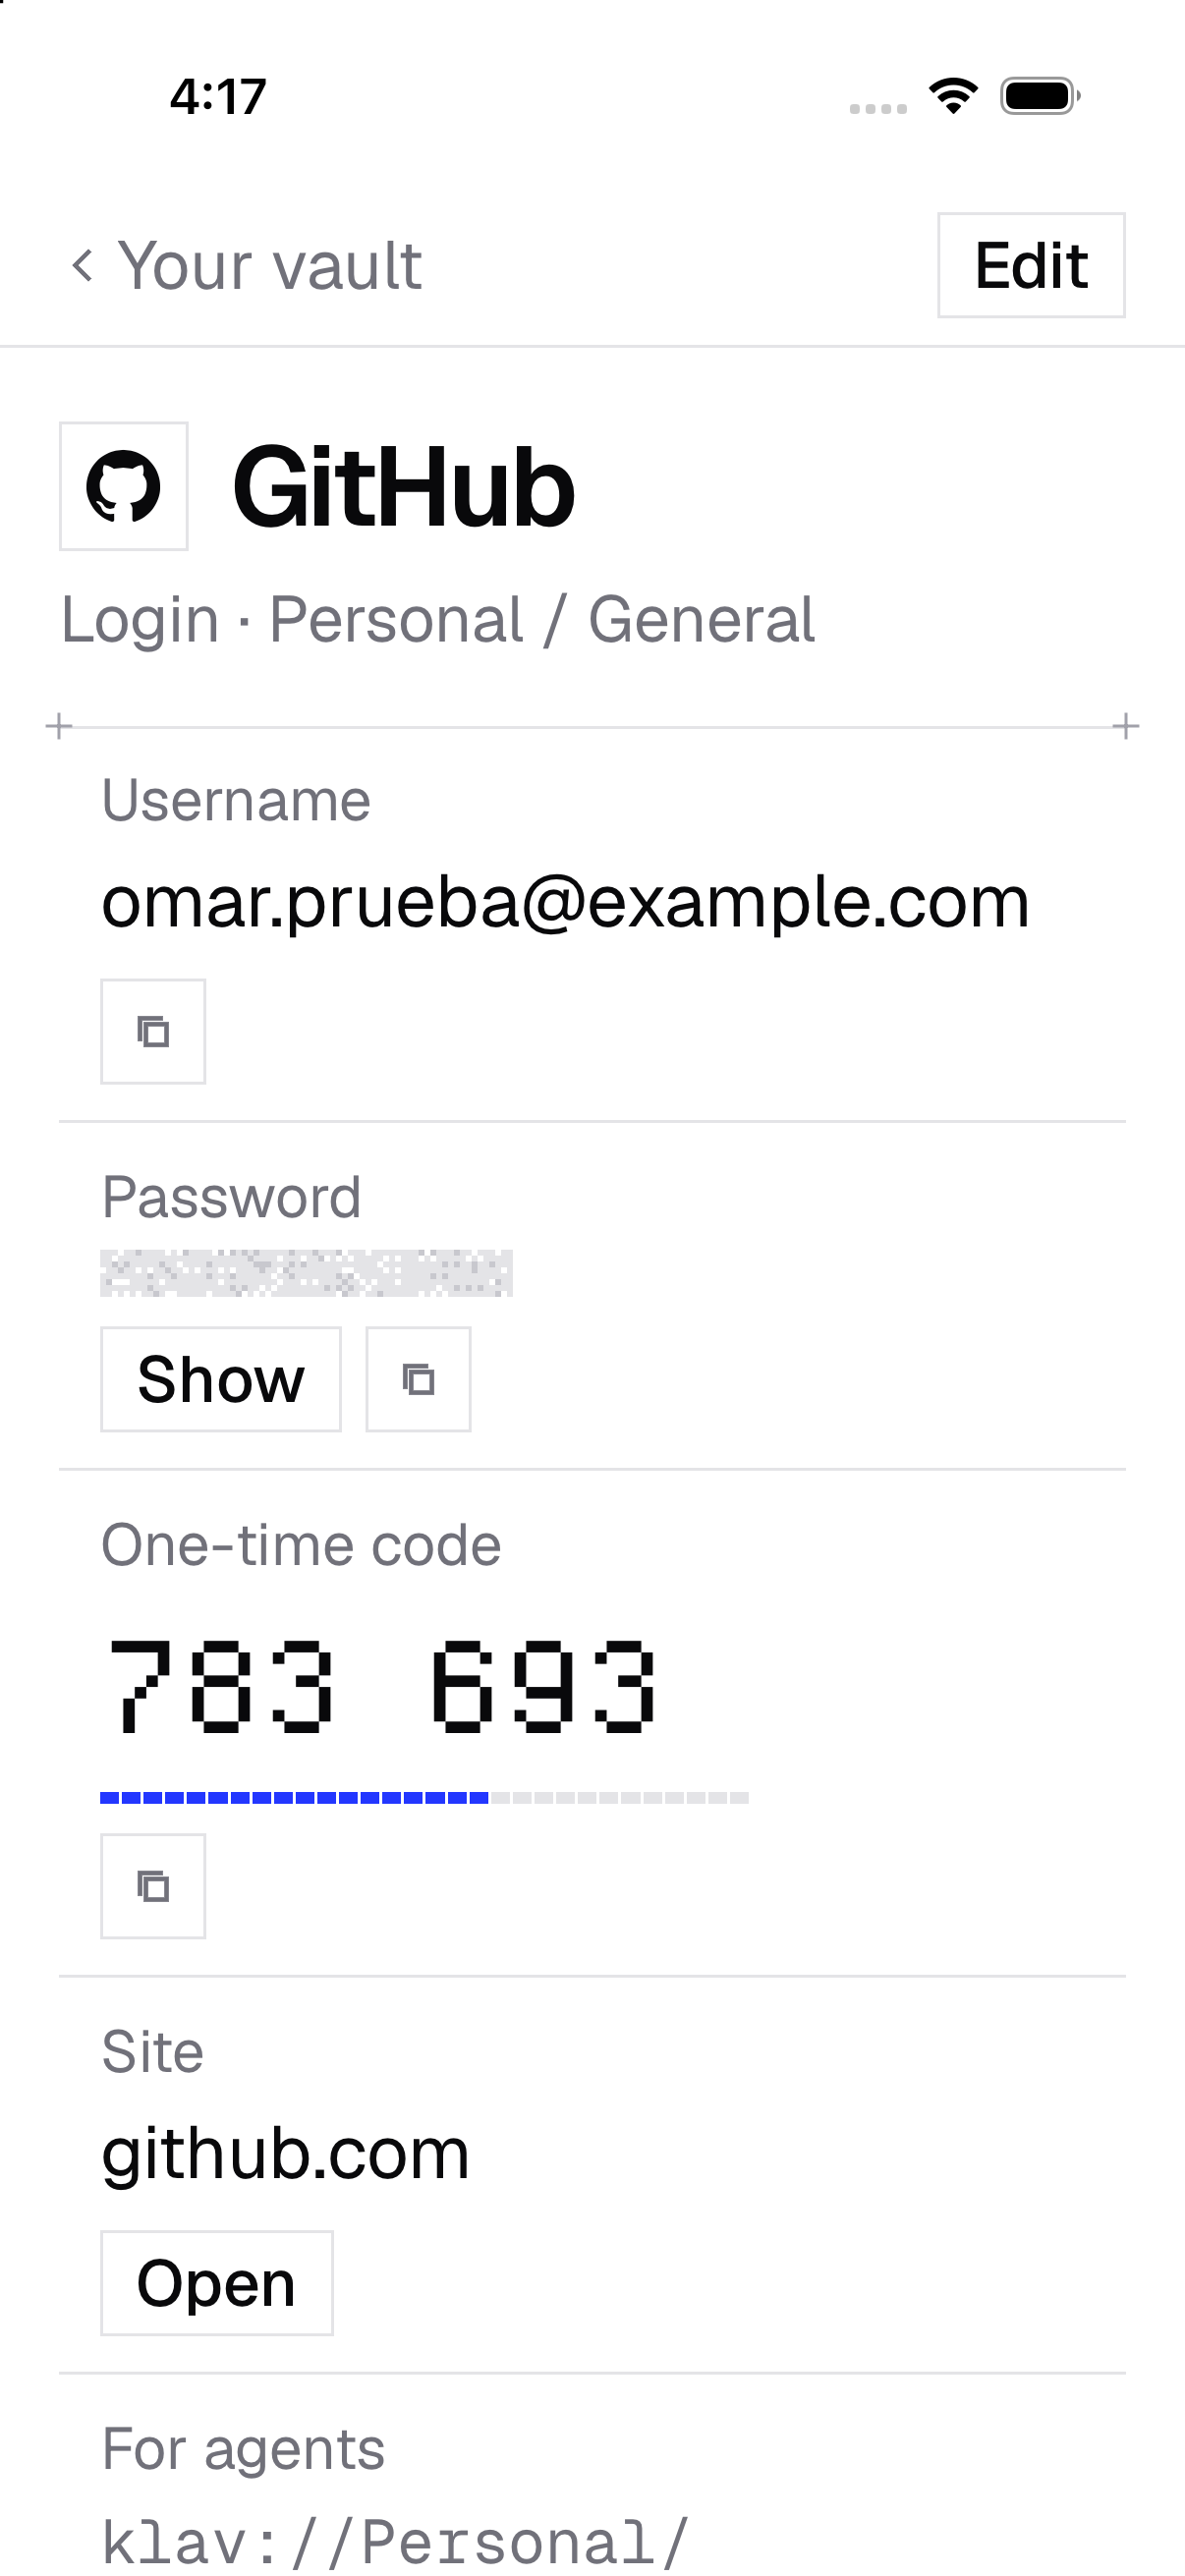 4:17
Your vault
Edit
GitHub
Login · Personal / General
Username
omar.prueba@example.com
Password
Show
One-time code
783 693
Site
github.com
Open
For agents
klav://Personal/